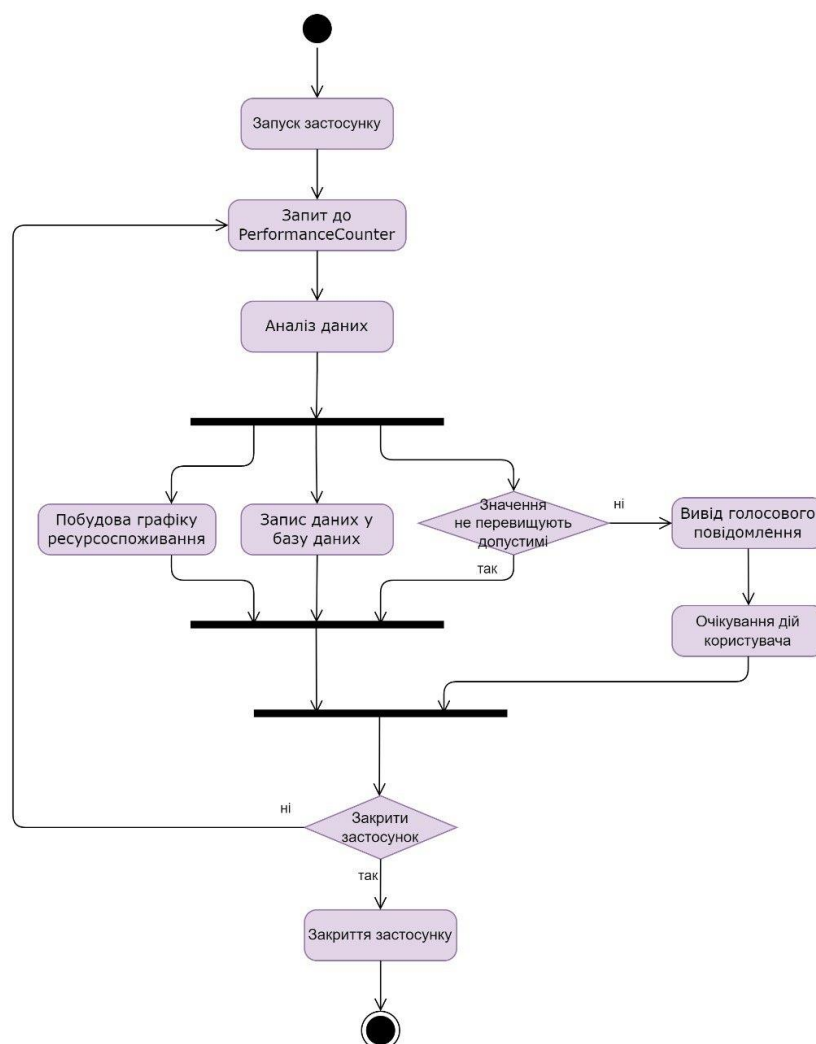 Запуск застосунку
Запит до
PerformanceCounter
Аналіз даних
Побудова графіку
ресурсоспоживання
Запис даних у
базу даних
Значення
не перевищують
допустимі
ні
так
Вивід голосового
повідомлення
Очікування дій
користувача
Закрити
застосунок
ні
так
Закриття застосунку